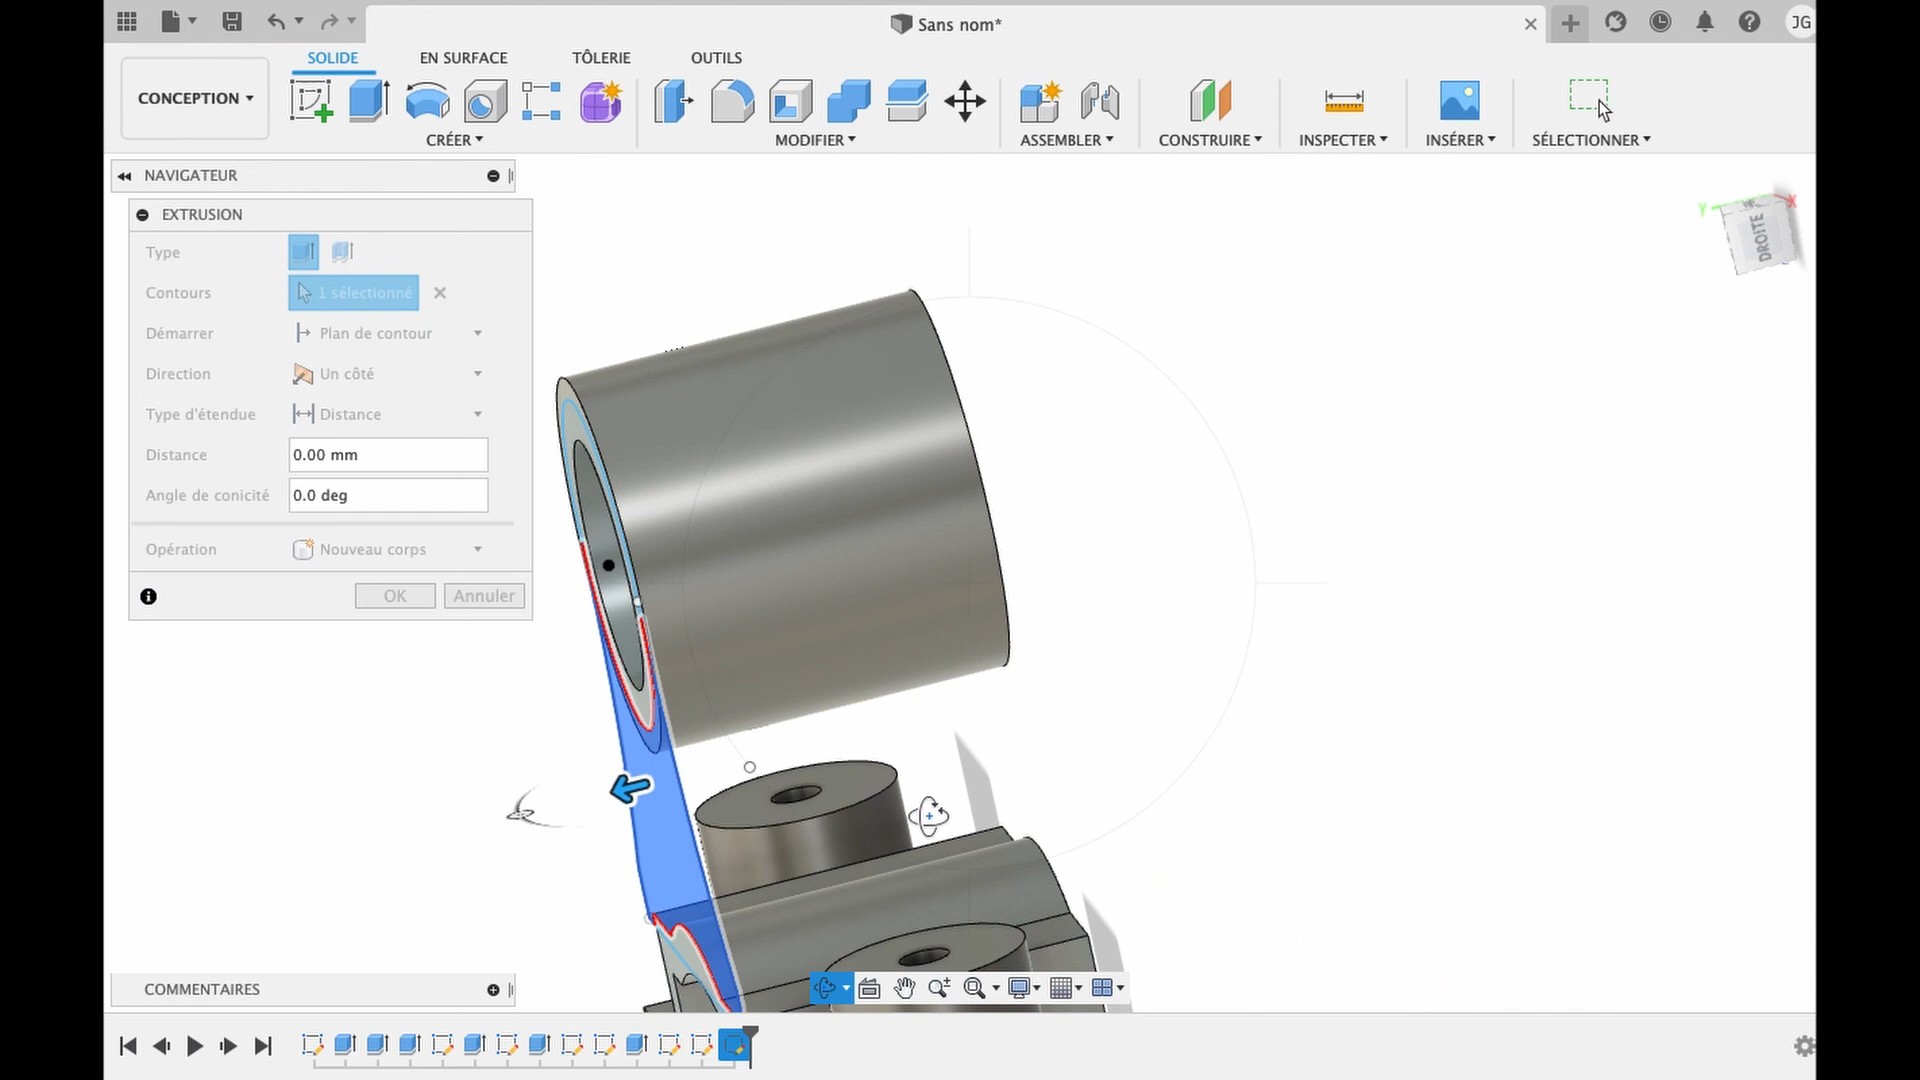 Sans nom*
JG
SOLIDE
EN SURFACE
TÔLERIE
OUTILS
CONCEPTION
CRÉER
MODIFIER
ASSEMBLER
CONSTRUIRE
INSPECTER
INSÉRER
SÉLECTIONNER
NAVIGATEUR
EXTRUSION
Type
Contours
1 sélectionné
Démarrer
Plan de contour
Direction
Un côté
Type d'étendue
Distance
Distance
0.00 mm
Angle de conicité
0.0 deg
Opération
Nouveau corps
OK
Annuler
Y
X
DROITE
COMMENTAIRES